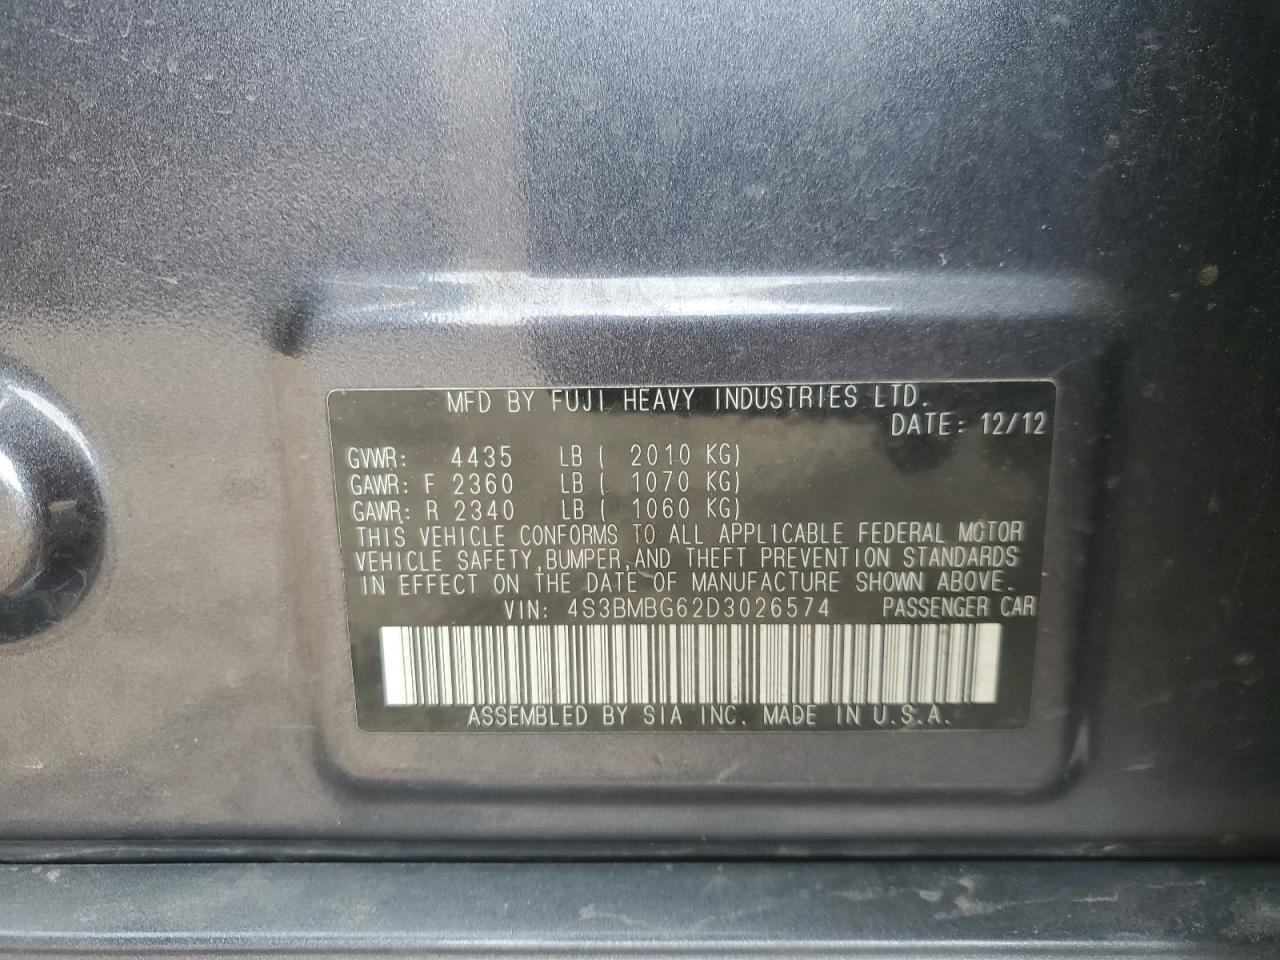 MFD BY FUJI HEAVY INDUSTRIES LTD.
DATE: 12/12
GVWR: 4435 LB ( 2010 KG)
GAWR: F 2360 LB ( 1070 KG)
GAWR: R 2340 LB ( 1060 KG)
THIS VEHICLE CONFORMS TO ALL APPLICABLE FEDERAL MOTOR
VEHICLE SAFETY, BUMPER, AND THEFT PREVENTION STANDARDS
IN EFFECT ON THE DATE OF MANUFACTURE SHOWN ABOVE.
VIN: 4S3BMBG62D3026574 PASSENGER CAR
ASSEMBLED BY SIA INC. MADE IN U.S.A.